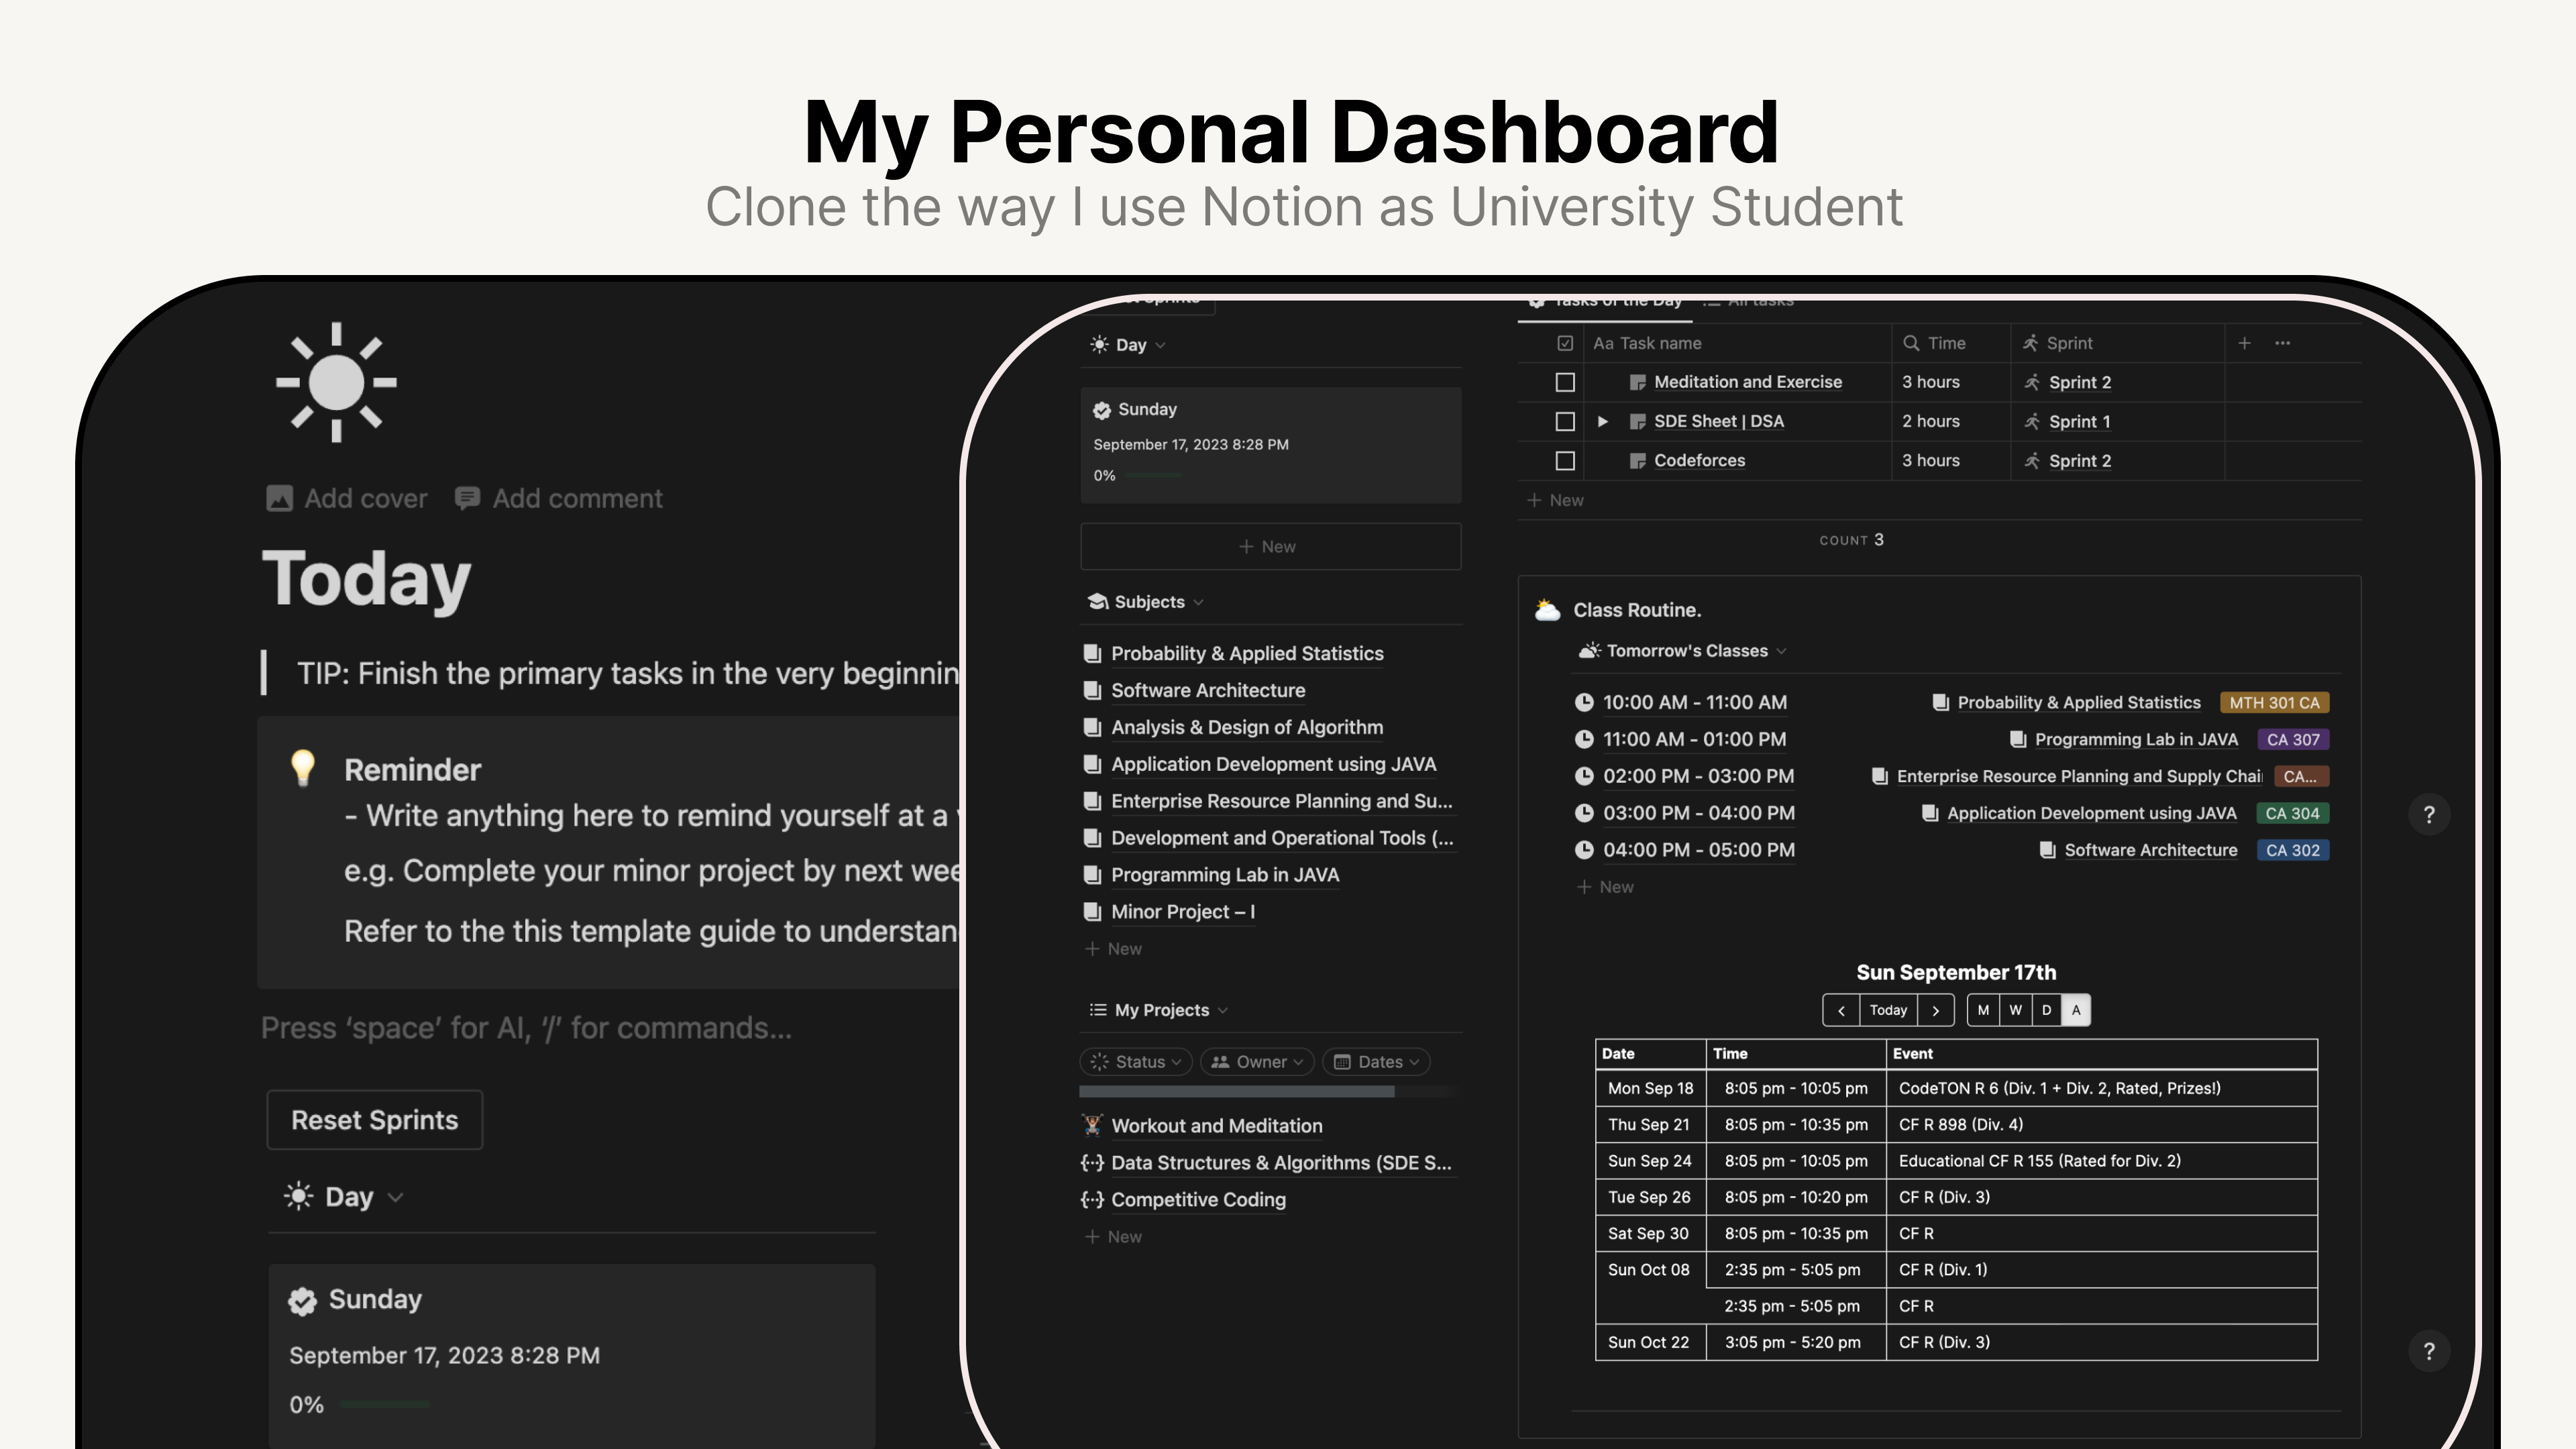 My Personal Dashboard
Clone the way I use Notion as University Student
Add cover Add comment
Today
TIP: Finish the primary tasks in the very beginnin
Reminder
- Write anything here to remind yourself at a
e.g. Complete your minor project by next wee
Refer to the this template guide to understan
Press ‘space’ for AI, ‘/’ for commands...
Reset Sprints
Day
Sunday
September 17, 2023 8:28 PM
0%
Day
Sunday
September 17, 2023 8:28 PM
0%
+ New
Subjects
Probability & Applied Statistics
Software Architecture
Analysis & Design of Algorithm
Application Development using JAVA
Enterprise Resource Planning and Su...
Development and Operational Tools (...
Programming Lab in JAVA
Minor Project – I
+ New
My Projects
Status Owner Dates
Workout and Meditation
Data Structures & Algorithms (SDE S...
Competitive Coding
+ New
Tasks of the Day All tasks
Aa Task name Time Sprint + ...
Meditation and Exercise 3 hours Sprint 2
SDE Sheet | DSA 2 hours Sprint 1
Codeforces 3 hours Sprint 2
+ New
COUNT 3
Class Routine.
Tomorrow's Classes
10:00 AM - 11:00 AM Probability & Applied Statistics MTH 301 CA
11:00 AM - 01:00 PM Programming Lab in JAVA CA 307
02:00 PM - 03:00 PM Enterprise Resource Planning and Supply Chai CA...
03:00 PM - 04:00 PM Application Development using JAVA CA 304
04:00 PM - 05:00 PM Software Architecture CA 302
+ New
Sun September 17th
< Today > M W D A
Date Time Event
Mon Sep 18 8:05 pm - 10:05 pm CodeTON R 6 (Div. 1 + Div. 2, Rated, Prizes!)
Thu Sep 21 8:05 pm - 10:35 pm CF R 898 (Div. 4)
Sun Sep 24 8:05 pm - 10:05 pm Educational CF R 155 (Rated for Div. 2)
Tue Sep 26 8:05 pm - 10:20 pm CF R (Div. 3)
Sat Sep 30 8:05 pm - 10:35 pm CF R
Sun Oct 08 2:35 pm - 5:05 pm CF R (Div. 1)
2:35 pm - 5:05 pm CF R
Sun Oct 22 3:05 pm - 5:20 pm CF R (Div. 3)
?
?